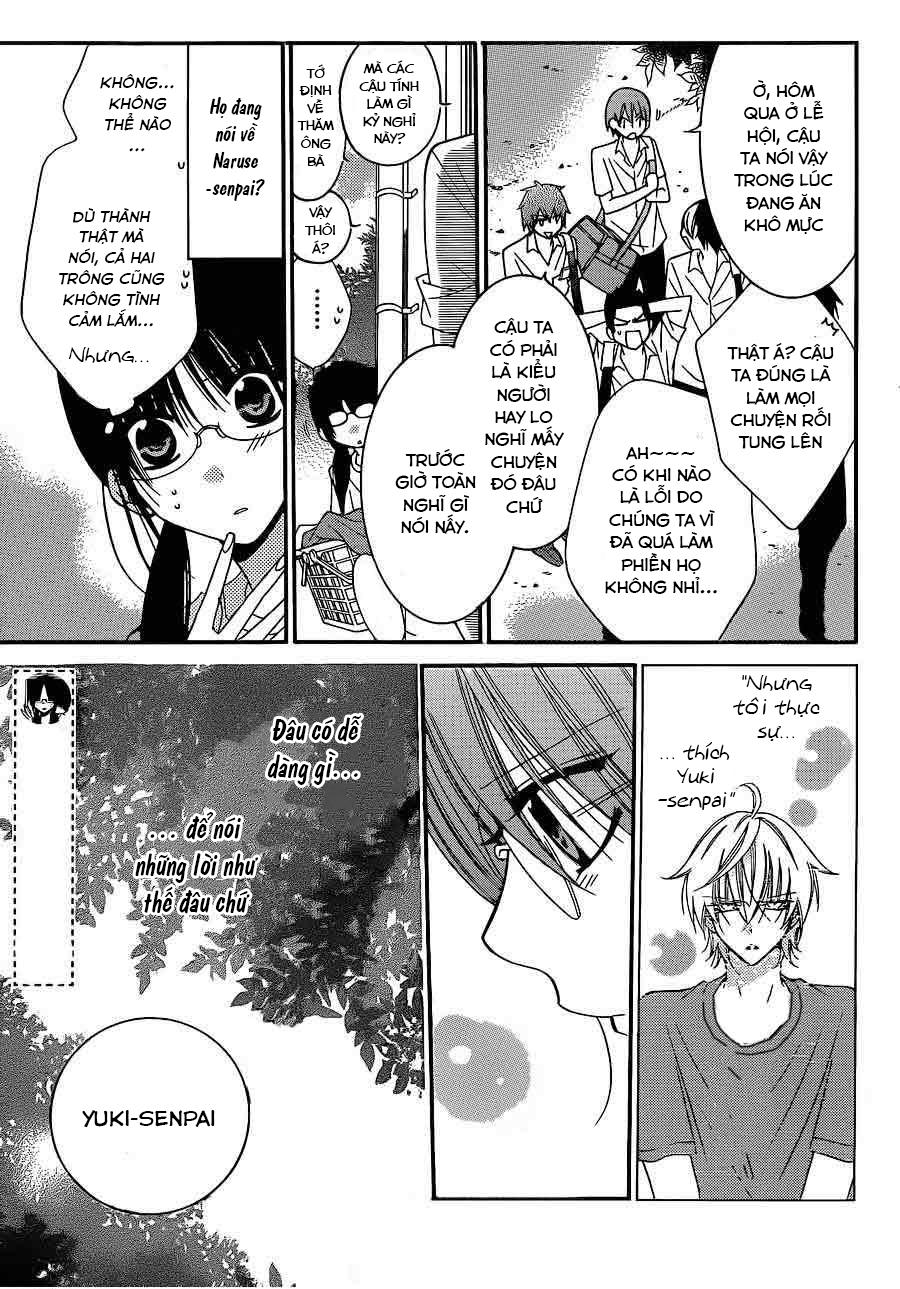 Ở, HÔM
QUA Ở LỄ
HỘI, CẬU
TA NÓI VẬY
TRONG LÚC
ĐANG ĂN
KHÔ MỰC
THẬT Á? CẬU
TA ĐÚNG LÀ
LÀM MỌI
CHUYỆN RỐI
TUNG LÊN
AH~~~
CÓ KHI NÀO
LÀ LỖI DO
CHÚNG TA VÌ
ĐÃ QUÁ LÀM
PHIỀN HỌ
KHÔNG NHỈ...
CẬU TA
CÓ PHẢI
LÀ KIỂU
NGƯỜI
HAY LO
NGHĨ MẤY
CHUYỆN
ĐÓ ĐÂU
CHỨ
TRƯỚC
GIỜ TOÀN
NGHĨ GÌ
NÓI NẤY.
MÀ CÁC
CẬU TÍNH
LÀM GÌ
KỲ NGHỈ
NÀY?
TỚ
ĐỊNH
VỀ
THĂM
ÔNG
BÀ
VẬY
THÔI
Á?
......
Họ đang
nói về
Naruse
-senpai?
KHÔNG...
KHÔNG
THỂ NÀO
...
DÙ THÀNH
THẬT MÀ
NÓI, CẢ HAI
TRÔNG CŨNG
KHÔNG TÌNH
CẢM LẮM...
Nhưng...
"Nhưng
tôi thực
sự...
... thích
Yuki
-senpai"
Đâu có dễ
dàng gì...
... để nói
những lời như
thế đâu chứ
YUKI-SENPAI